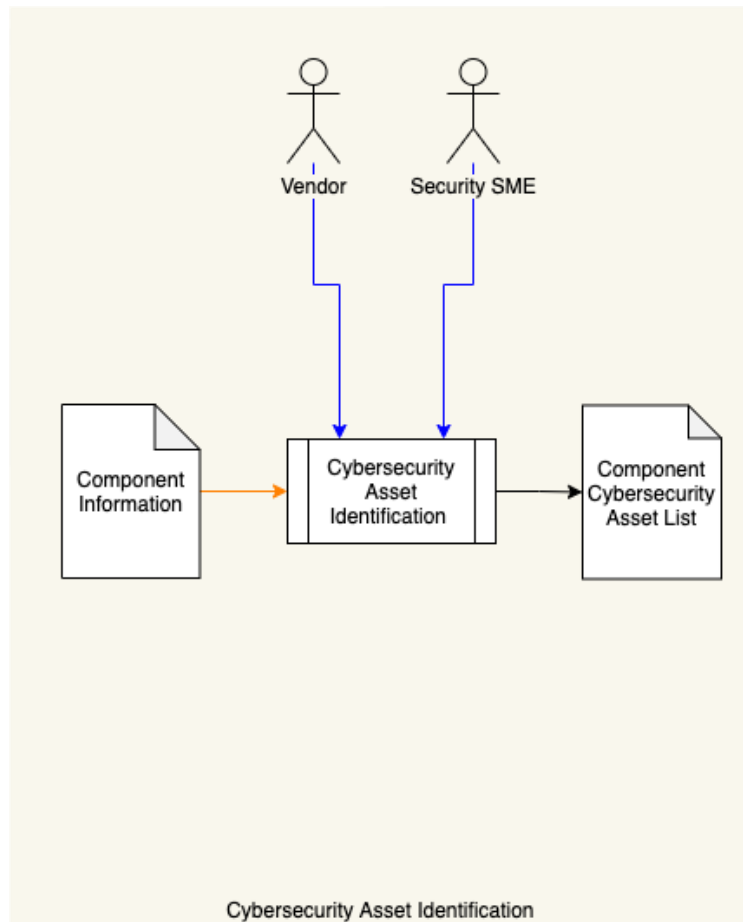 Vendor
Security SME
Component
Information
Cybersecurity
Asset
Identification
Component
Cybersecurity
Asset List
Cybersecurity Asset Identification